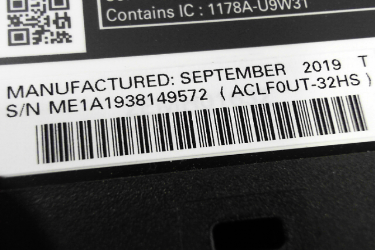 Contains IC : 1178A-U9W31
MANUFACTURED: SEPTEMBER 2019 T
S/N ME1A1938149572 ( ACLF0UT-32HS )